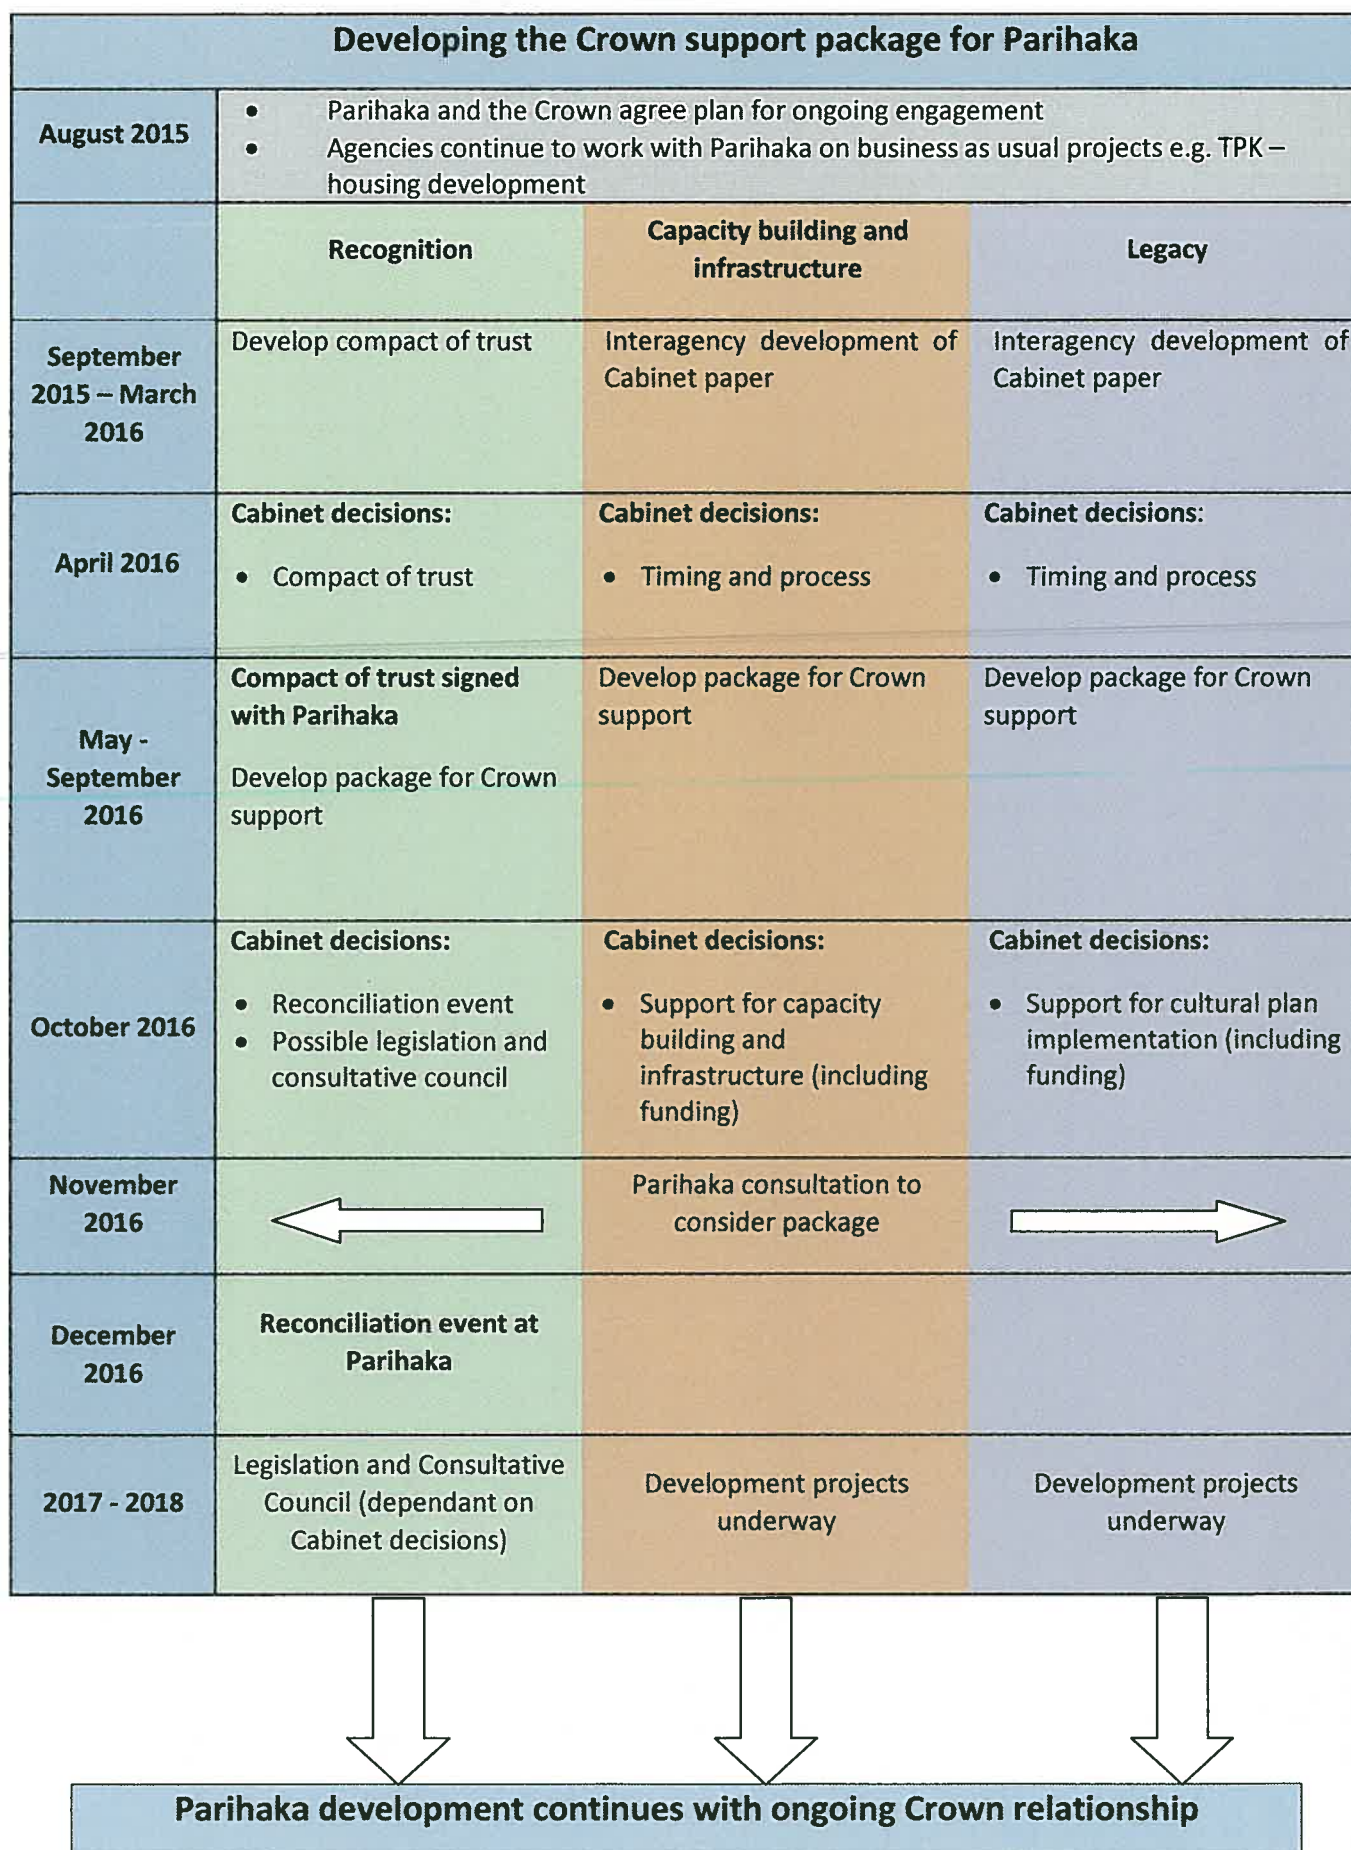 Developing the Crown support package for Parihaka
August 2015
• Parihaka and the Crown agree plan for ongoing engagement
• Agencies continue to work with Parihaka on business as usual projects e.g. TPK –
housing development
Recognition
Capacity building and
infrastructure
Legacy
September
2015 – March
2016
Develop compact of trust
Interagency development of
Cabinet paper
Interagency development of
Cabinet paper
April 2016
Cabinet decisions:
• Compact of trust
Cabinet decisions:
• Timing and process
Cabinet decisions:
• Timing and process
May -
September
2016
Compact of trust signed
with Parihaka
Develop package for Crown
support
Develop package for Crown
support
Develop package for Crown
support
October 2016
Cabinet decisions:
• Reconciliation event
• Possible legislation and
consultative council
Cabinet decisions:
• Support for capacity
building and
infrastructure (including
funding)
Cabinet decisions:
• Support for cultural plan
implementation (including
funding)
November
2016
Parihaka consultation to
consider package
December
2016
Reconciliation event at
Parihaka
2017 - 2018
Legislation and Consultative
Council (dependant on
Cabinet decisions)
Development projects
underway
Development projects
underway
Parihaka development continues with ongoing Crown relationship